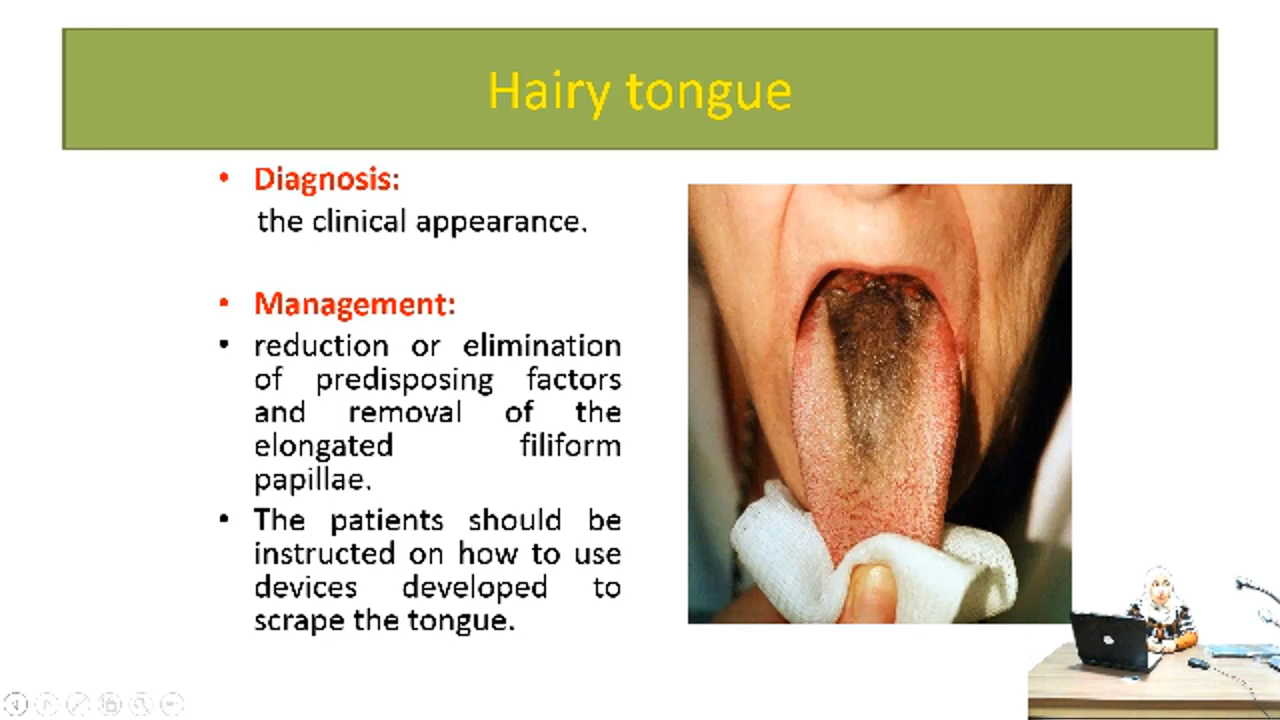 Hairy tongue
• Diagnosis:
the clinical appearance.
• Management:
• reduction or elimination
of predisposing factors
and removal of the
elongated filiform
papillae.
• The patients should be
instructed on how to use
devices developed to
scrape the tongue.